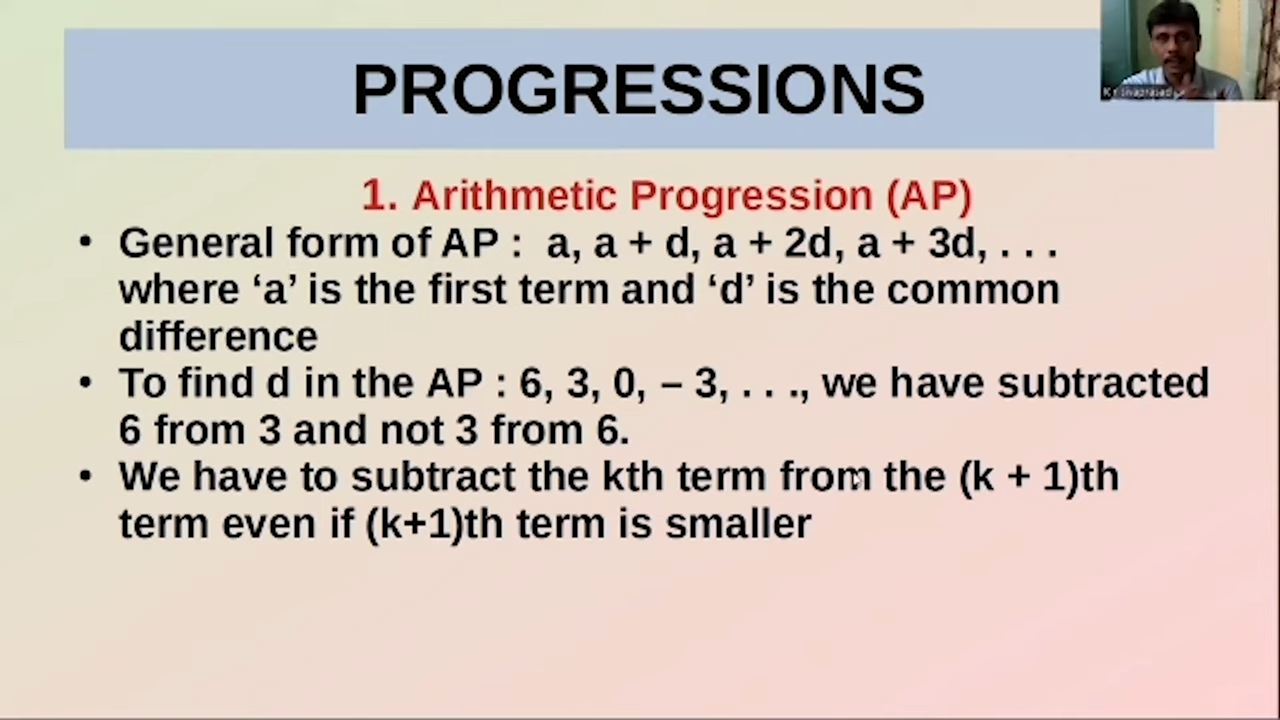 PROGRESSIONS
1. Arithmetic Progression (AP)
• General form of AP : a, a + d, a + 2d, a + 3d, . . .
where ‘a’ is the first term and ‘d’ is the common
difference
• To find d in the AP : 6, 3, 0, – 3, . . ., we have subtracted
6 from 3 and not 3 from 6.
• We have to subtract the kth term from the (k + 1)th
term even if (k+1)th term is smaller